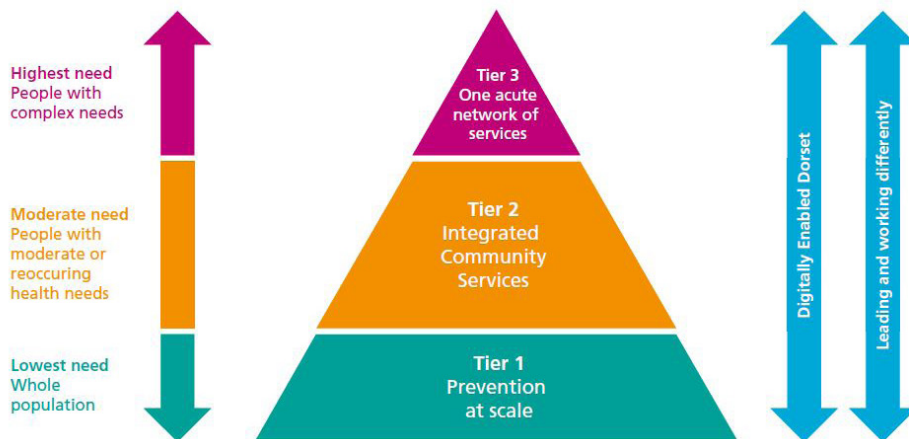 Highest need
People with
complex needs
Tier 3
One acute
network of
services
Moderate need
People with
moderate or
reoccuring
health needs
Tier 2
Integrated
Community
Services
Lowest need
Whole
population
Tier 1
Prevention
at scale
Digitally Enabled Dorset
Leading and working differently